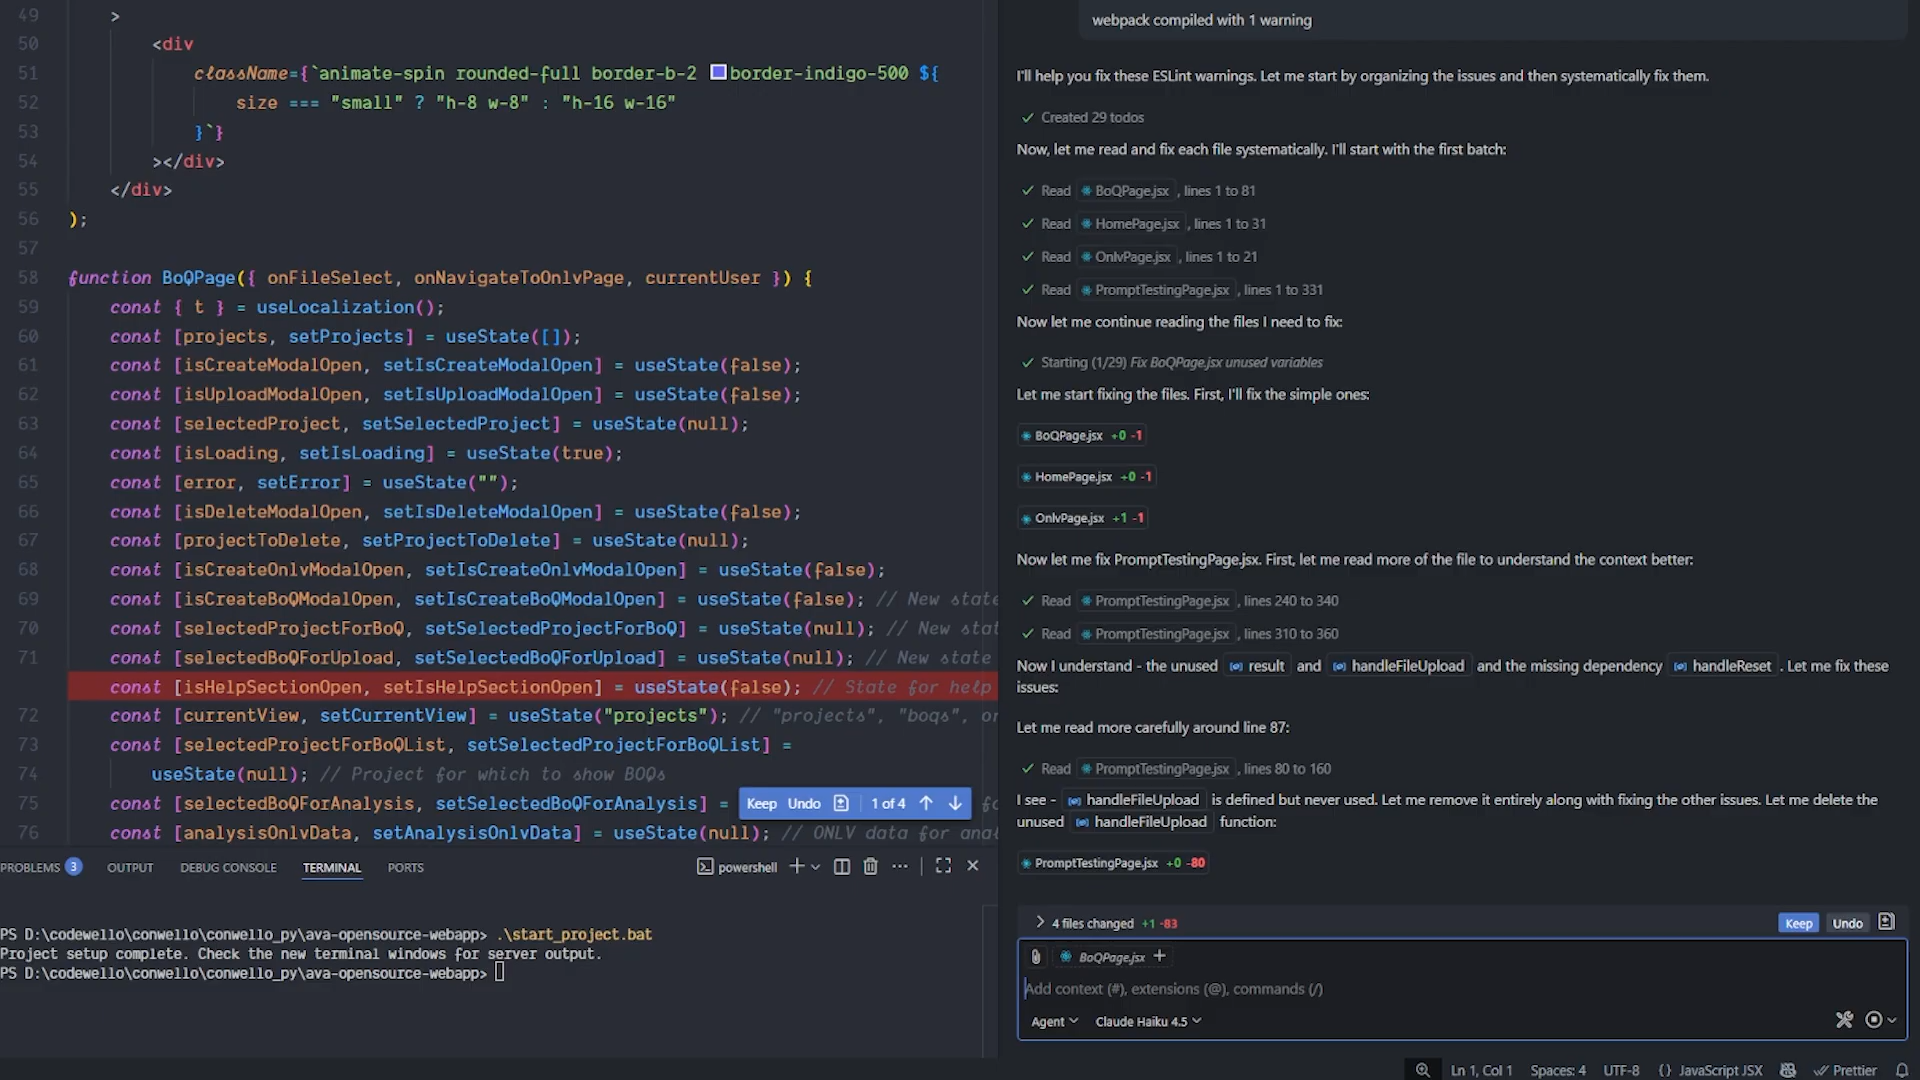 49 >
50 <div
51 className={`animate-spin rounded-full border-b-2 border-indigo-500 ${
52 size === "small" ? "h-8 w-8" : "h-16 w-16"
53 }`}
54 ></div>
55 </div>
56 );
57
58 function BoQPage({ onFileSelect, onNavigateToOnlvPage, currentUser }) {
59 const { t } = useLocalization();
60 const [projects, setProjects] = useState([]);
61 const [isCreateModalOpen, setIsCreateModalOpen] = useState(false);
62 const [isUploadModalOpen, setIsUploadModalOpen] = useState(false);
63 const [selectedProject, setSelectedProject] = useState(null);
64 const [isLoading, setIsLoading] = useState(true);
65 const [error, setError] = useState("");
66 const [isDeleteModalOpen, setIsDeleteModalOpen] = useState(false);
67 const [projectToDelete, setProjectToDelete] = useState(null);
68 const [isCreateOnlvModalOpen, setIsCreateOnlvModalOpen] = useState(false);
69 const [isCreateBoQModalOpen, setIsCreateBoQModalOpen] = useState(false); // New state
70 const [selectedProjectForBoQ, setSelectedProjectForBoQ] = useState(null); // New stat
71 const [selectedBoQForUpload, setSelectedBoQForUpload] = useState(null); // New state
const [isHelpSectionOpen, setIsHelpSectionOpen] = useState(false); // State for help
72 const [currentView, setCurrentView] = useState("projects"); // "projects", "boqs", or
73 const [selectedProjectForBoQList, setSelectedProjectForBoQList] =
74 useState(null); // Project for which to show BOQs
75 const [selectedBoQForAnalysis, setSelectedBoQForAnalysis] =
Keep Undo 1 of 4
76 const [analysisOnlvData, setAnalysisOnlvData] = useState(null); // ONLV data for ana
PROBLEMS 3 OUTPUT DEBUG CONSOLE TERMINAL PORTS powershell
PS D:\codewello\conwello\conwello_py\ava-opensource-webapp> .\start_project.bat
Project setup complete. Check the new terminal windows for server output.
PS D:\codewello\conwello\conwello_py\ava-opensource-webapp>
webpack compiled with 1 warning
I'll help you fix these ESLint warnings. Let me start by organizing the issues and then systematically fix them.
Created 29 todos
Now, let me read and fix each file systematically. I'll start with the first batch:
Read BoQPage.jsx , lines 1 to 81
Read HomePage.jsx , lines 1 to 31
Read OnlvPage.jsx , lines 1 to 21
Read PromptTestingPage.jsx , lines 1 to 331
Now let me continue reading the files I need to fix:
Starting (1/29) Fix BoQPage.jsx unused variables
Let me start fixing the files. First, I'll fix the simple ones:
BoQPage.jsx +0 -1
HomePage.jsx +0 -1
OnlvPage.jsx +1 -1
Now let me fix PromptTestingPage.jsx. First, let me read more of the file to understand the context better:
Read PromptTestingPage.jsx , lines 240 to 340
Read PromptTestingPage.jsx , lines 310 to 360
Now I understand - the unused result and handleFileUpload and the missing dependency handleReset . Let me fix these
issues:
Let me read more carefully around line 87:
Read PromptTestingPage.jsx , lines 80 to 160
I see - handleFileUpload is defined but never used. Let me remove it entirely along with fixing the other issues. Let me delete the
unused handleFileUpload function:
PromptTestingPage.jsx +0 -80
4 files changed +1 -83 Keep Undo
BoQPage.jsx +
Add context (#), extensions (@), commands (/)
Agent Claude Haiku 4.5
Ln 1, Col 1 Spaces: 4 UTF-8 {} JavaScript JSX Prettier